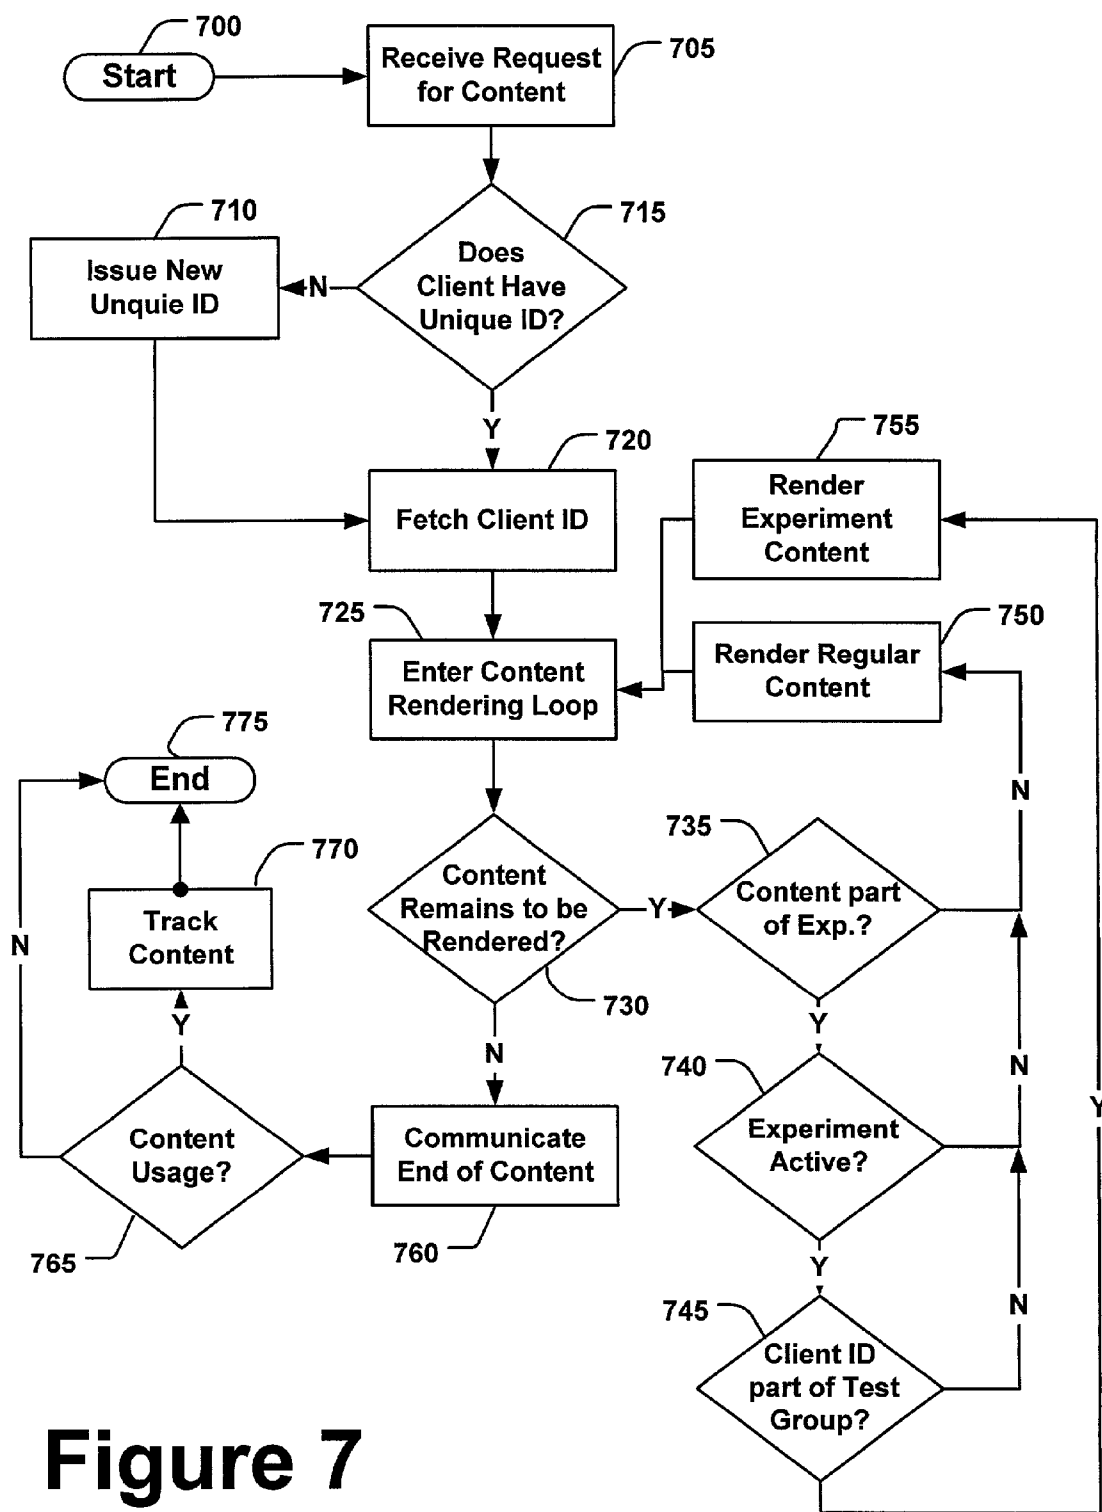 700
Start
Receive Request
for Content
705
710
715
Issue New
Unquie ID
N
Does
Client Have
Unique ID?
Y
720
755
Fetch Client ID
Render
Experiment
Content
725
750
Enter Content
Rendering Loop
Render Regular
Content
775
End
N
770
735
Track
Content
Content
Remains to be
Rendered?
Y
Content part
of Exp.?
N
730
Y
Y
N
740
N
Y
Content
Usage?
Communicate
End of Content
Experiment
Active?
765
760
Y
745
N
Client ID
part of Test
Group?
Figure 7